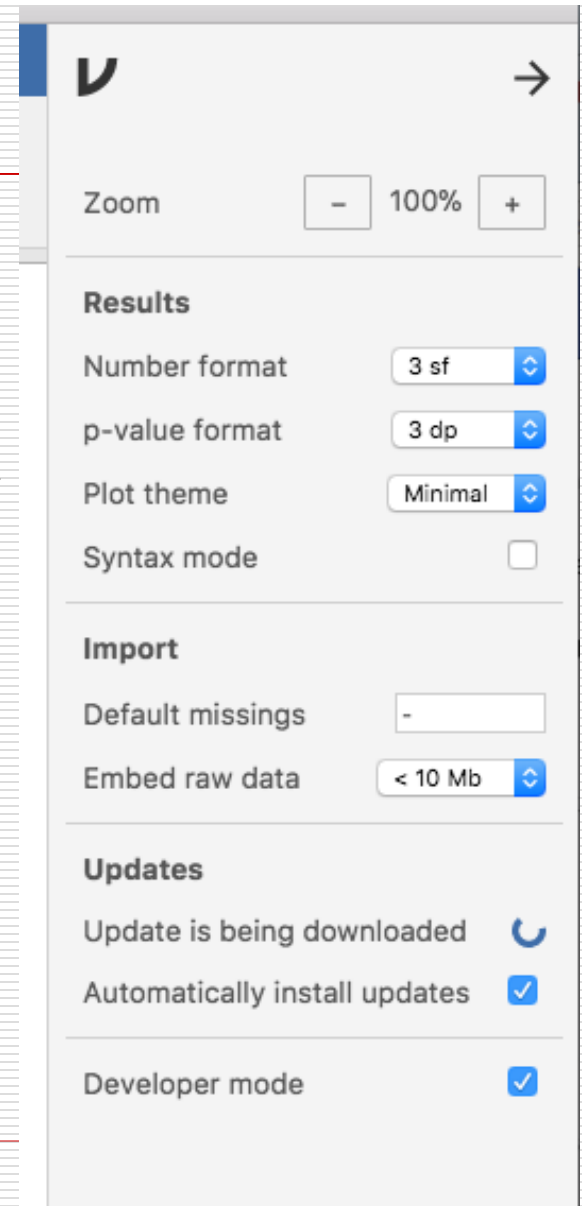 Zoom - 100% +
Results
Number format 3 sf
p-value format 3 dp
Plot theme Minimal
Syntax mode
Import
Default missings -
Embed raw data < 10 Mb
Updates
Update is being downloaded
Automatically install updates
Developer mode